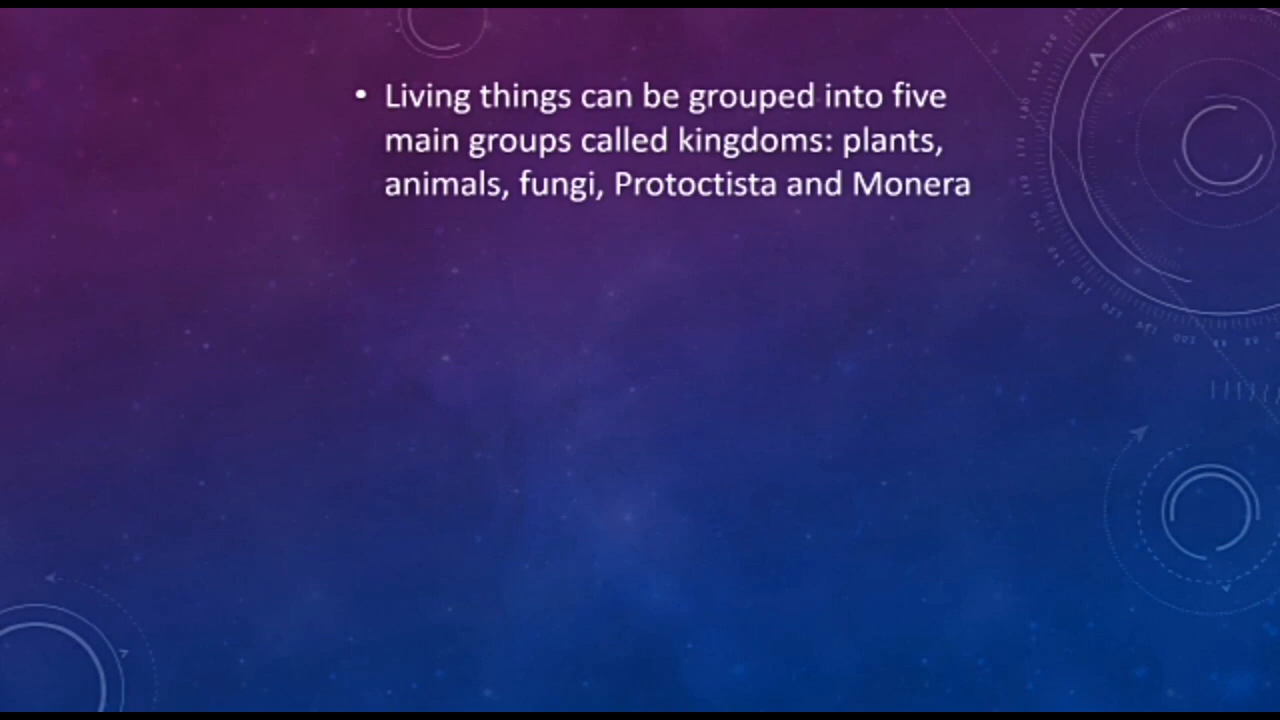 • Living things can be grouped into five
main groups called kingdoms: plants,
animals, fungi, Protoctista and Monera